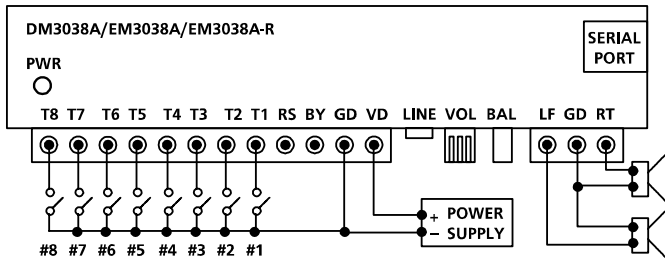 DM3038A/EM3038A/EM3038A-R
SERIAL
PORT
PWR
T8 T7 T6 T5 T4 T3 T2 T1 RS BY GD VD LINE VOL BAL LF GD RT
+ POWER
− SUPPLY
#8 #7 #6 #5 #4 #3 #2 #1